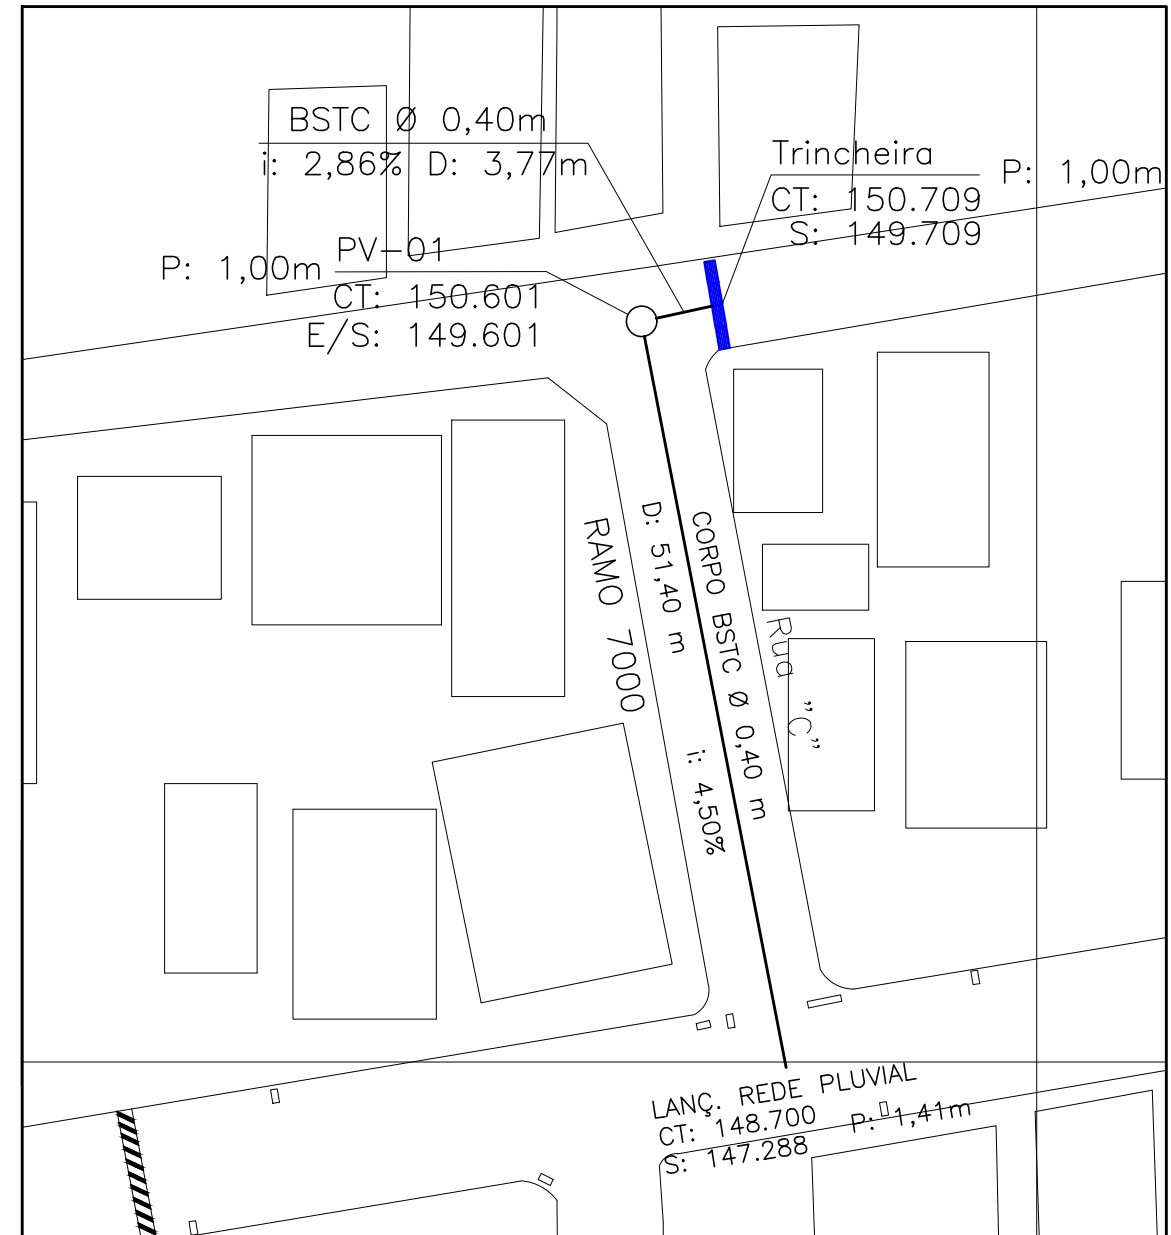 BSTC Ø 0,40m
i: 2,86% D: 3,77m
Trincheira
P: 1,00m
CT: 150.709
S: 149.709
PV-01
P: 1,00m
CT: 150.601
E/S: 149.601
RAMO 7000
D: 51,40 m
i: 4,50%
CORPO BSTC Ø 0,40 m
Rua "C"
LANÇ. REDE PLUVIAL
CT: 148.700
P: 1,41m
S: 147.288